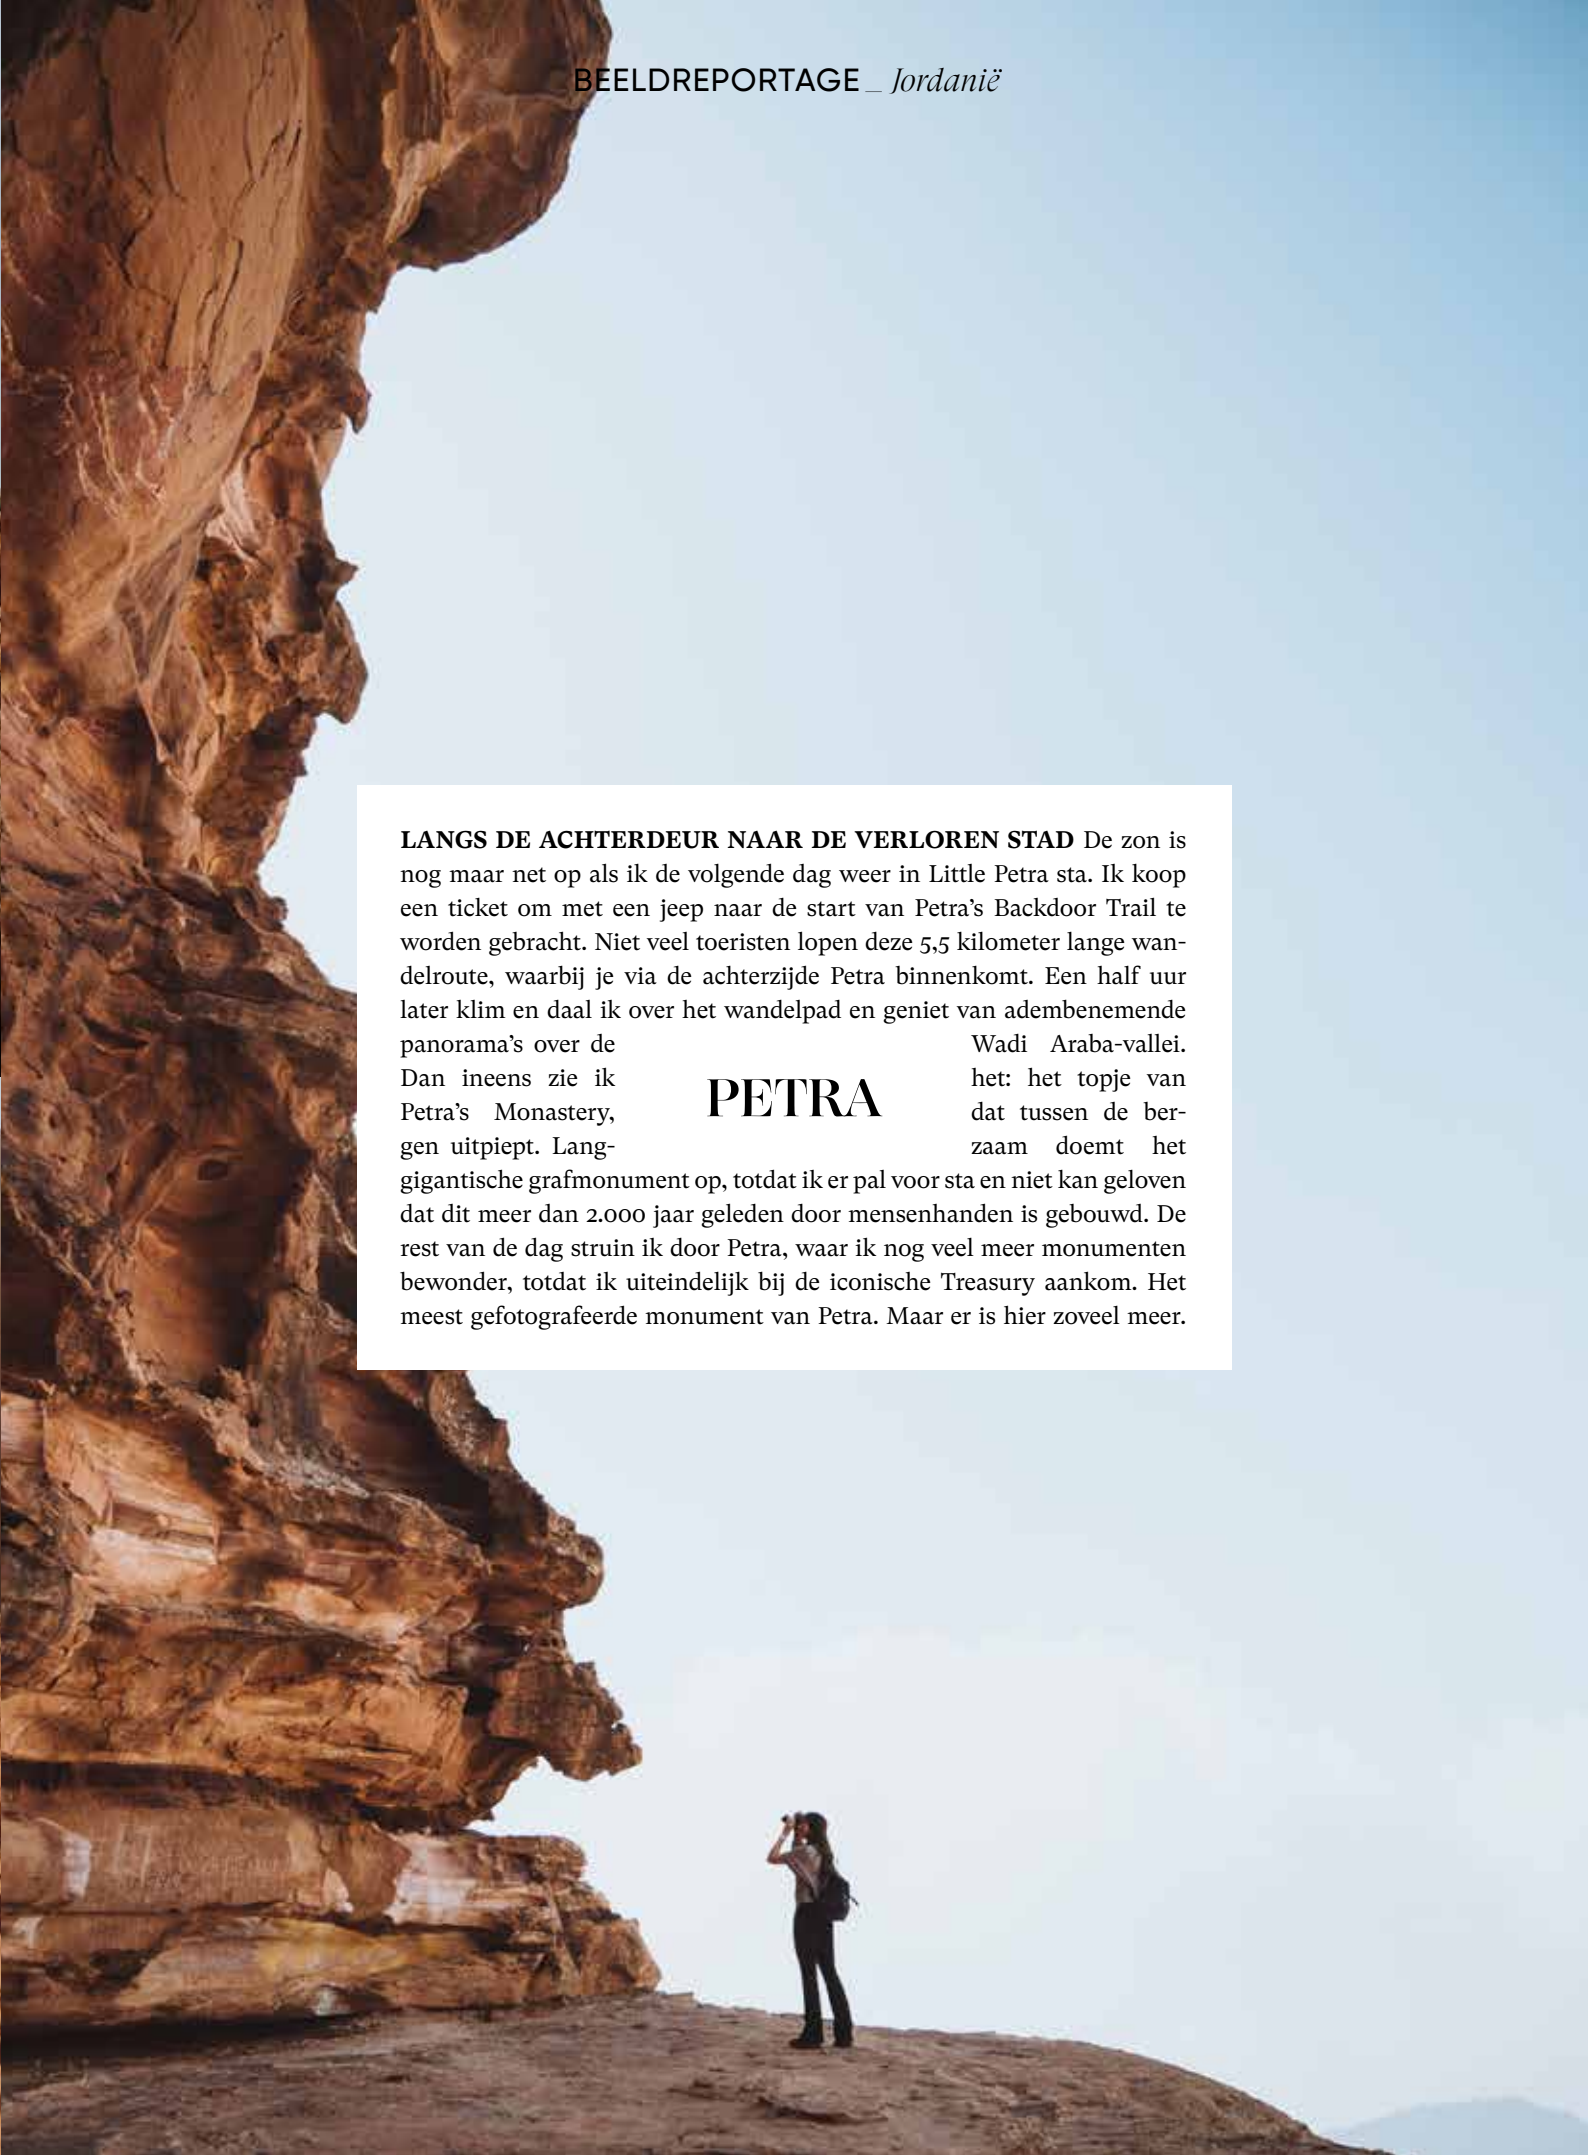 BEELDREPORTAGE _ Jordanië
LANGS DE ACHTERDEUR NAAR DE VERLOREN STAD De zon is
nog maar net op als ik de volgende dag weer in Little Petra sta. Ik koop
een ticket om met een jeep naar de start van Petra’s Backdoor Trail te
worden gebracht. Niet veel toeristen lopen deze 5,5 kilometer lange wan-
delroute, waarbij je via de achterzijde Petra binnenkomt. Een half uur
later klim en daal ik over het wandelpad en geniet van adembenemende
panorama’s over de Wadi Araba-vallei.
Dan ineens zie ik het: het topje van
Petra’s Monastery, dat tussen de ber-
gen uitpiept. Lang- zaam doemt het
PETRA
gigantische grafmonument op, totdat ik er pal voor sta en niet kan geloven
dat dit meer dan 2.000 jaar geleden door mensenhanden is gebouwd. De
rest van de dag struin ik door Petra, waar ik nog veel meer monumenten
bewonder, totdat ik uiteindelijk bij de iconische Treasury aankom. Het
meest gefotografeerde monument van Petra. Maar er is hier zoveel meer.